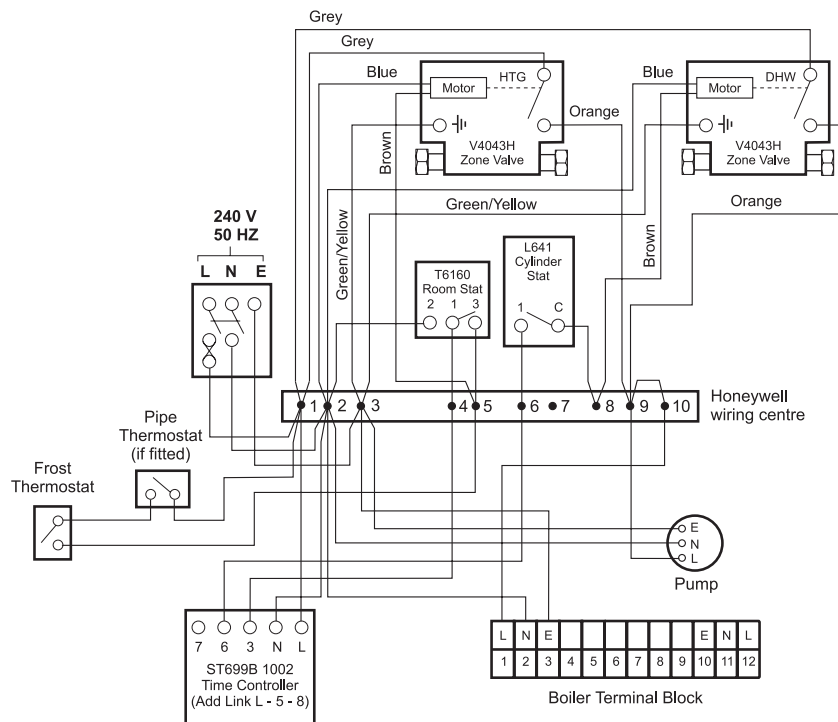 Grey
Grey
Blue
Motor
HTG
Orange
V4043H
Zone Valve
Brown
Blue
Motor
DHW
V4043H
Zone Valve
Orange
Green/Yellow
Green/Yellow
Brown
240 V
50 HZ
L N E
T6160
Room Stat
2 1 3
L641
Cylinder
Stat
1 C
1 2 3 4 5 6 7 8 9 10
Honeywell
wiring centre
Pipe
Thermostat
(if fitted)
Frost
Thermostat
E
N
L
Pump
7 6 3 N L
ST699B 1002
Time Controller
(Add Link L - 5 - 8)
L N E E N L
1 2 3 4 5 6 7 8 9 10 11 12
Boiler Terminal Block